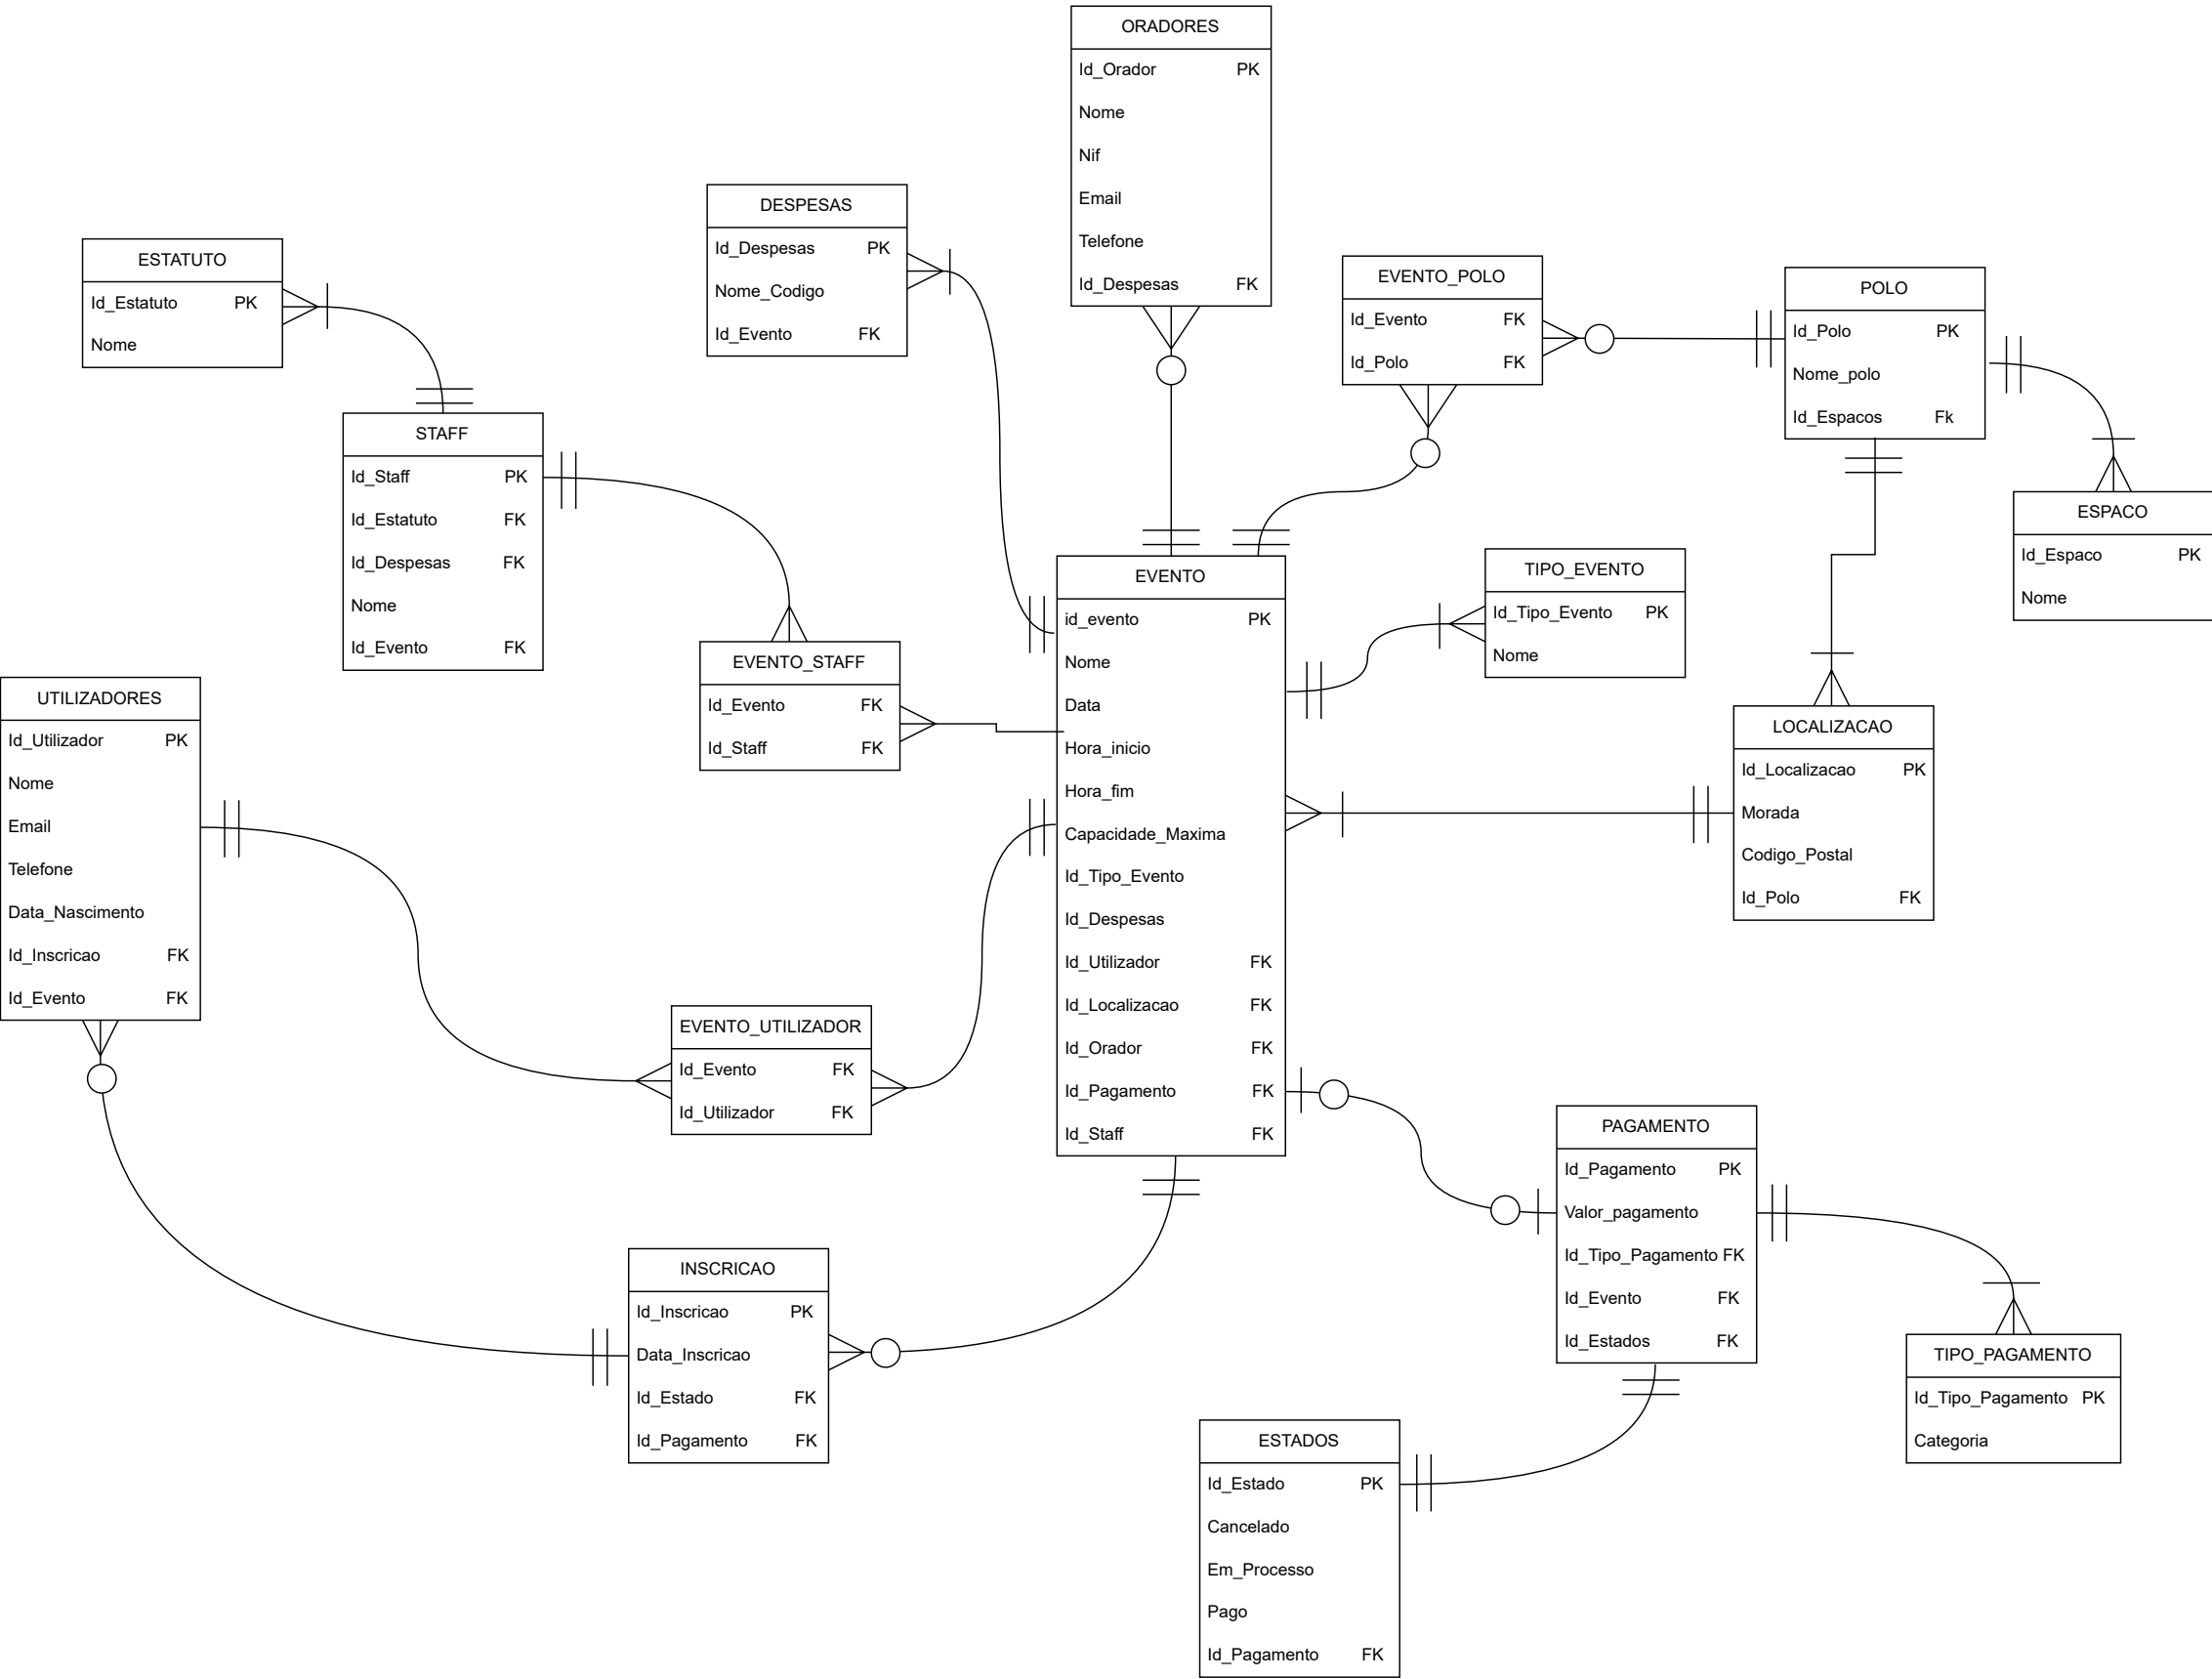 ORADORES
Id_Orador PK
Nome
Nif
Email
Telefone
Id_Despesas FK
DESPESAS
Id_Despesas PK
Nome_Codigo
Id_Evento FK
ESTATUTO
Id_Estatuto PK
Nome
EVENTO_POLO
Id_Evento FK
Id_Polo FK
POLO
Id_Polo PK
Nome_polo
Id_Espacos Fk
STAFF
Id_Staff PK
Id_Estatuto FK
Id_Despesas FK
Nome
Id_Evento FK
ESPACO
Id_Espaco PK
Nome
EVENTO
id_evento PK
Nome
Data
Hora_inicio
Hora_fim
Capacidade_Maxima
Id_Tipo_Evento
Id_Despesas
Id_Utilizador FK
Id_Localizacao FK
Id_Orador FK
Id_Pagamento FK
Id_Staff FK
TIPO_EVENTO
Id_Tipo_Evento PK
Nome
EVENTO_STAFF
Id_Evento FK
Id_Staff FK
UTILIZADORES
Id_Utilizador PK
Nome
Email
Telefone
Data_Nascimento
Id_Inscricao FK
Id_Evento FK
LOCALIZACAO
Id_Localizacao PK
Morada
Codigo_Postal
Id_Polo FK
EVENTO_UTILIZADOR
Id_Evento FK
Id_Utilizador FK
PAGAMENTO
Id_Pagamento PK
Valor_pagamento
Id_Tipo_Pagamento FK
Id_Evento FK
Id_Estados FK
INSCRICAO
Id_Inscricao PK
Data_Inscricao
Id_Estado FK
Id_Pagamento FK
TIPO_PAGAMENTO
Id_Tipo_Pagamento PK
Categoria
ESTADOS
Id_Estado PK
Cancelado
Em_Processo
Pago
Id_Pagamento FK